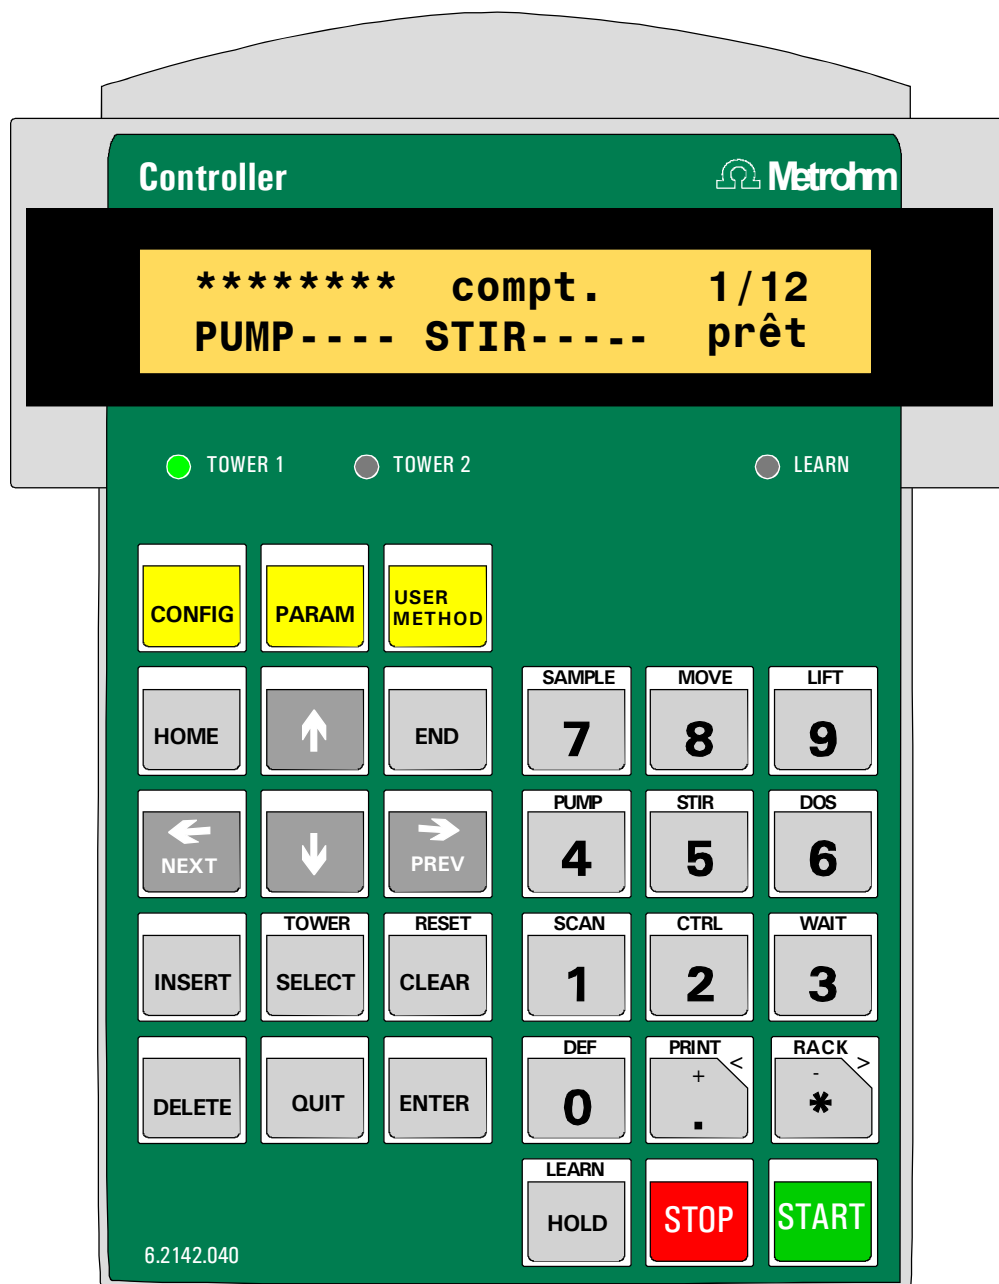 Controller
Metrohm
******** compt. 1/12
PUMP---- STIR----- prêt
TOWER 1 TOWER 2 LEARN
CONFIG PARAM USER METHOD
SAMPLE MOVE LIFT
HOME END 7 8 9
PUMP STIR DOS
NEXT PREV 4 5 6
TOWER RESET SCAN CTRL WAIT
INSERT SELECT CLEAR 1 2 3
DEF PRINT < RACK >
+ -
DELETE QUIT ENTER 0 . *
LEARN
HOLD STOP START
6.2142.040